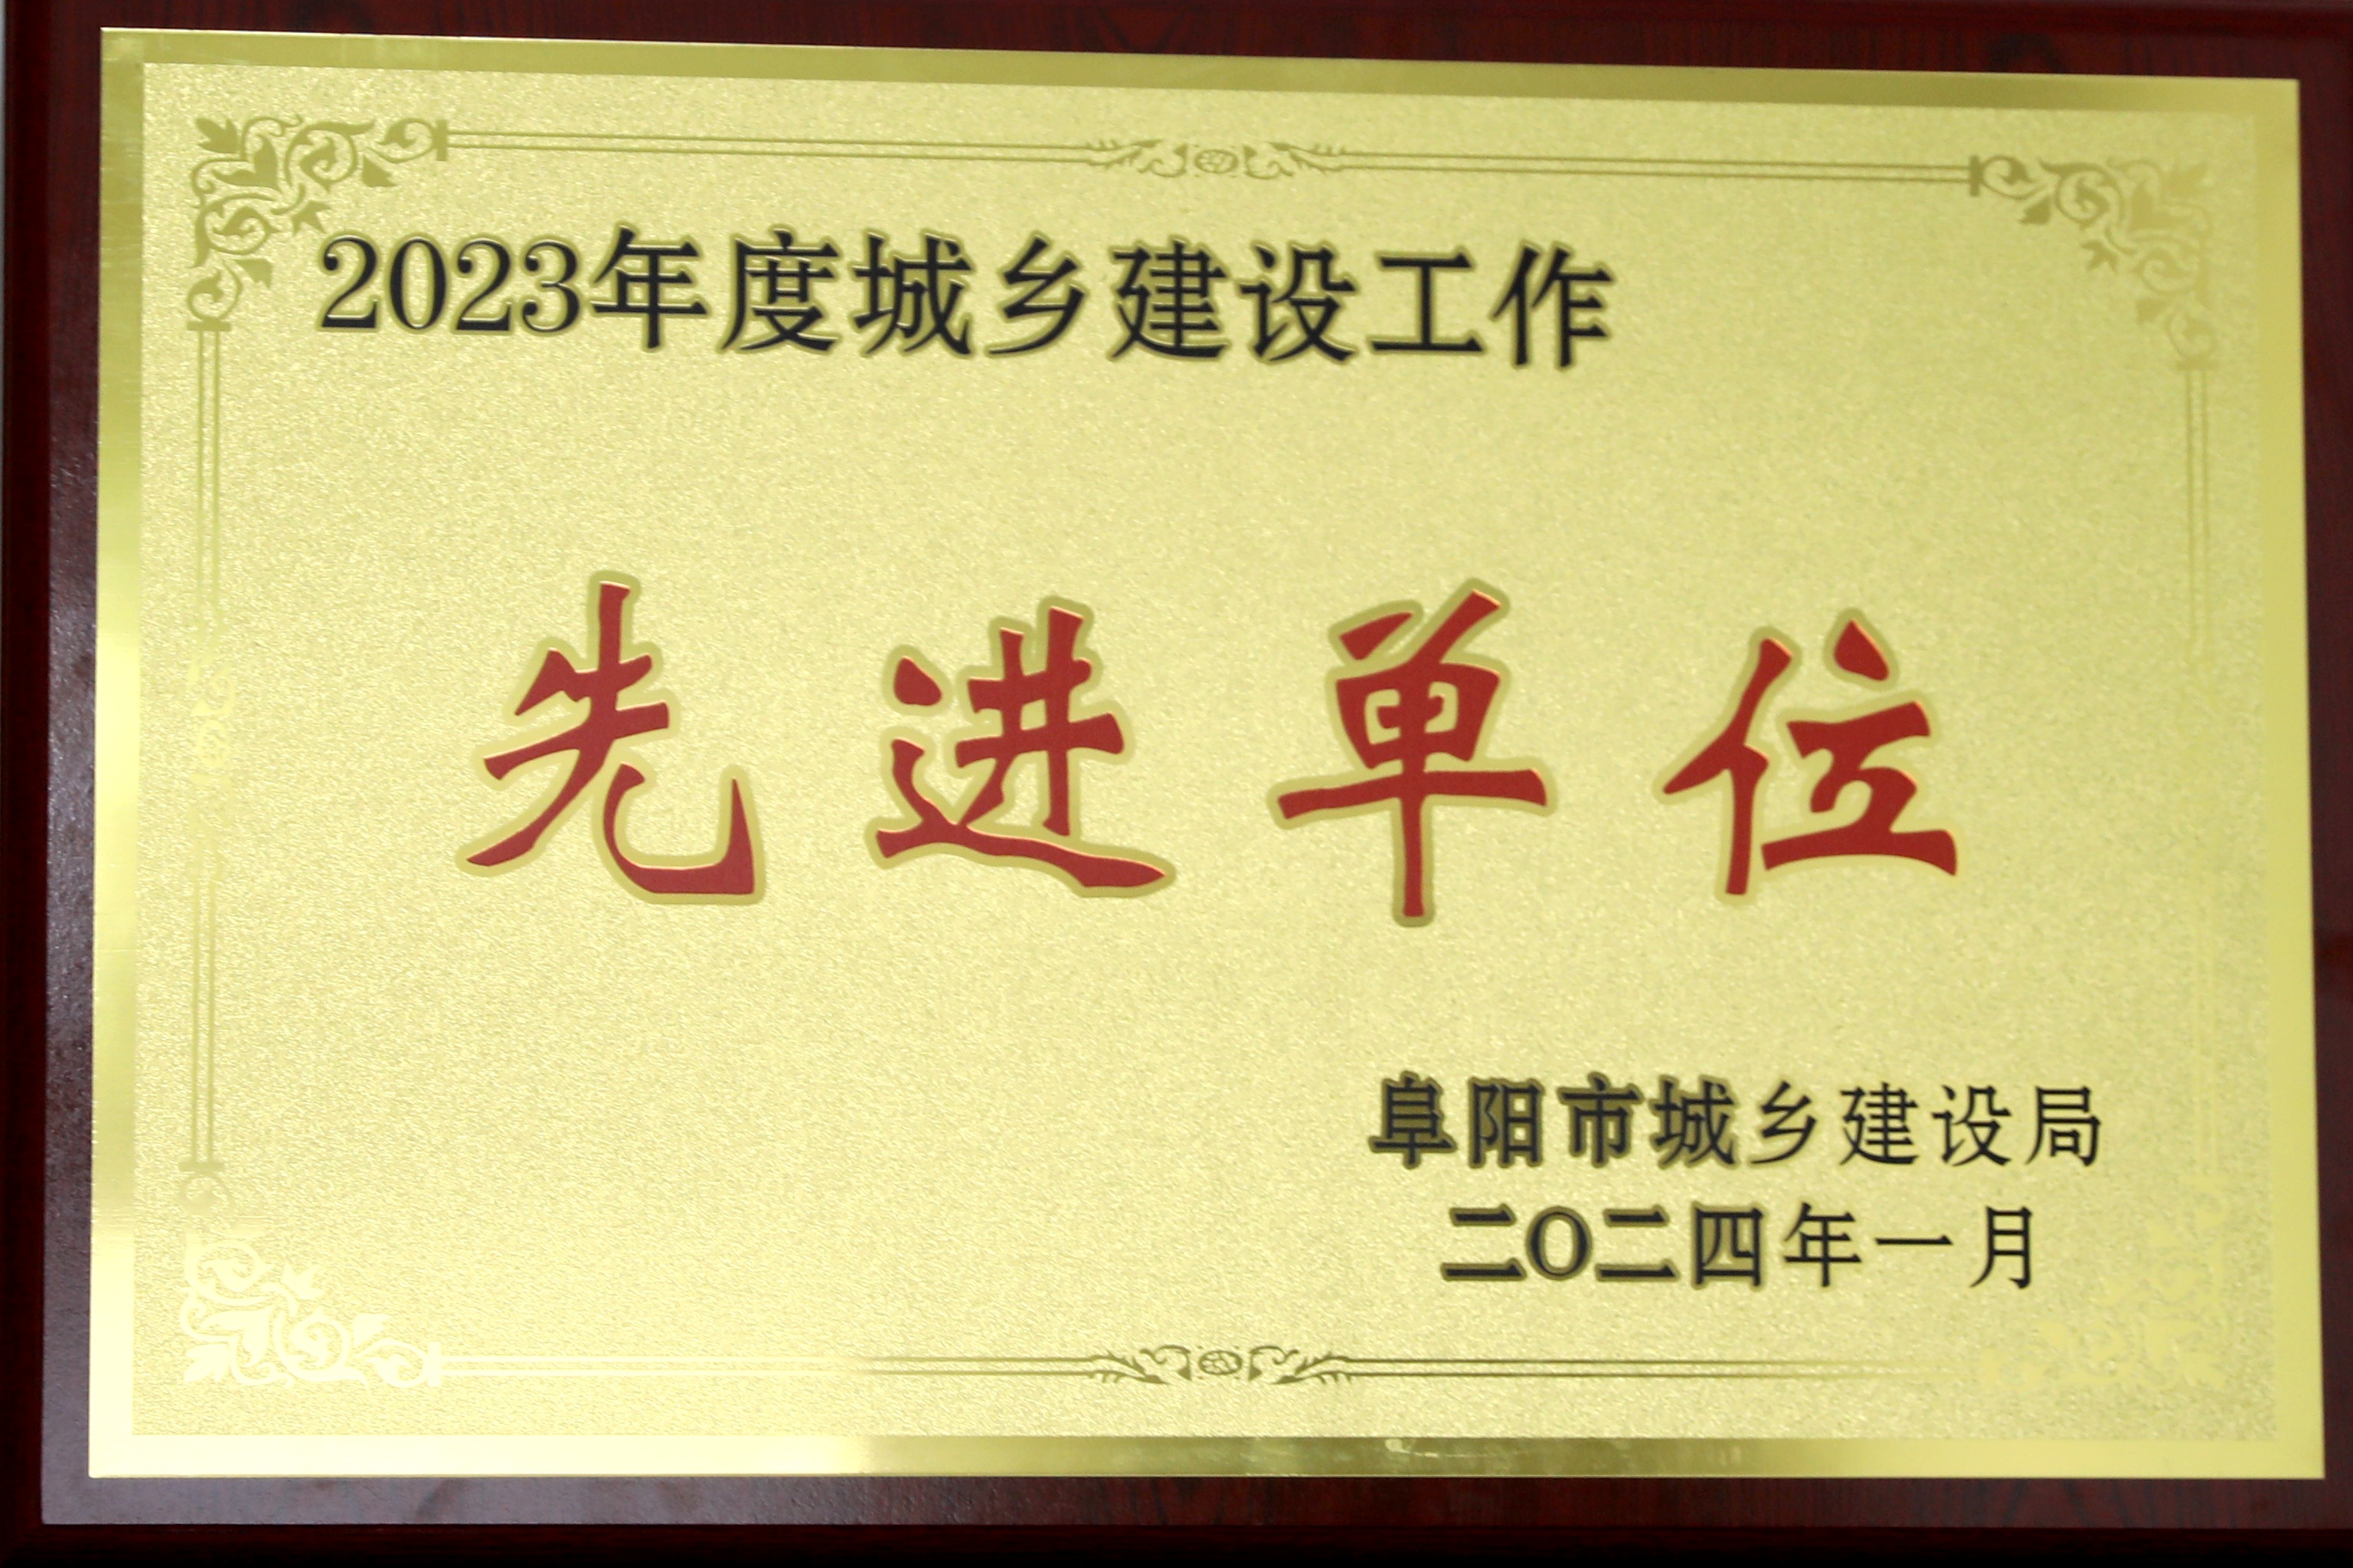 2023年度城乡建设工作
先进单位
阜阳市城乡建设局
二〇二四年一月